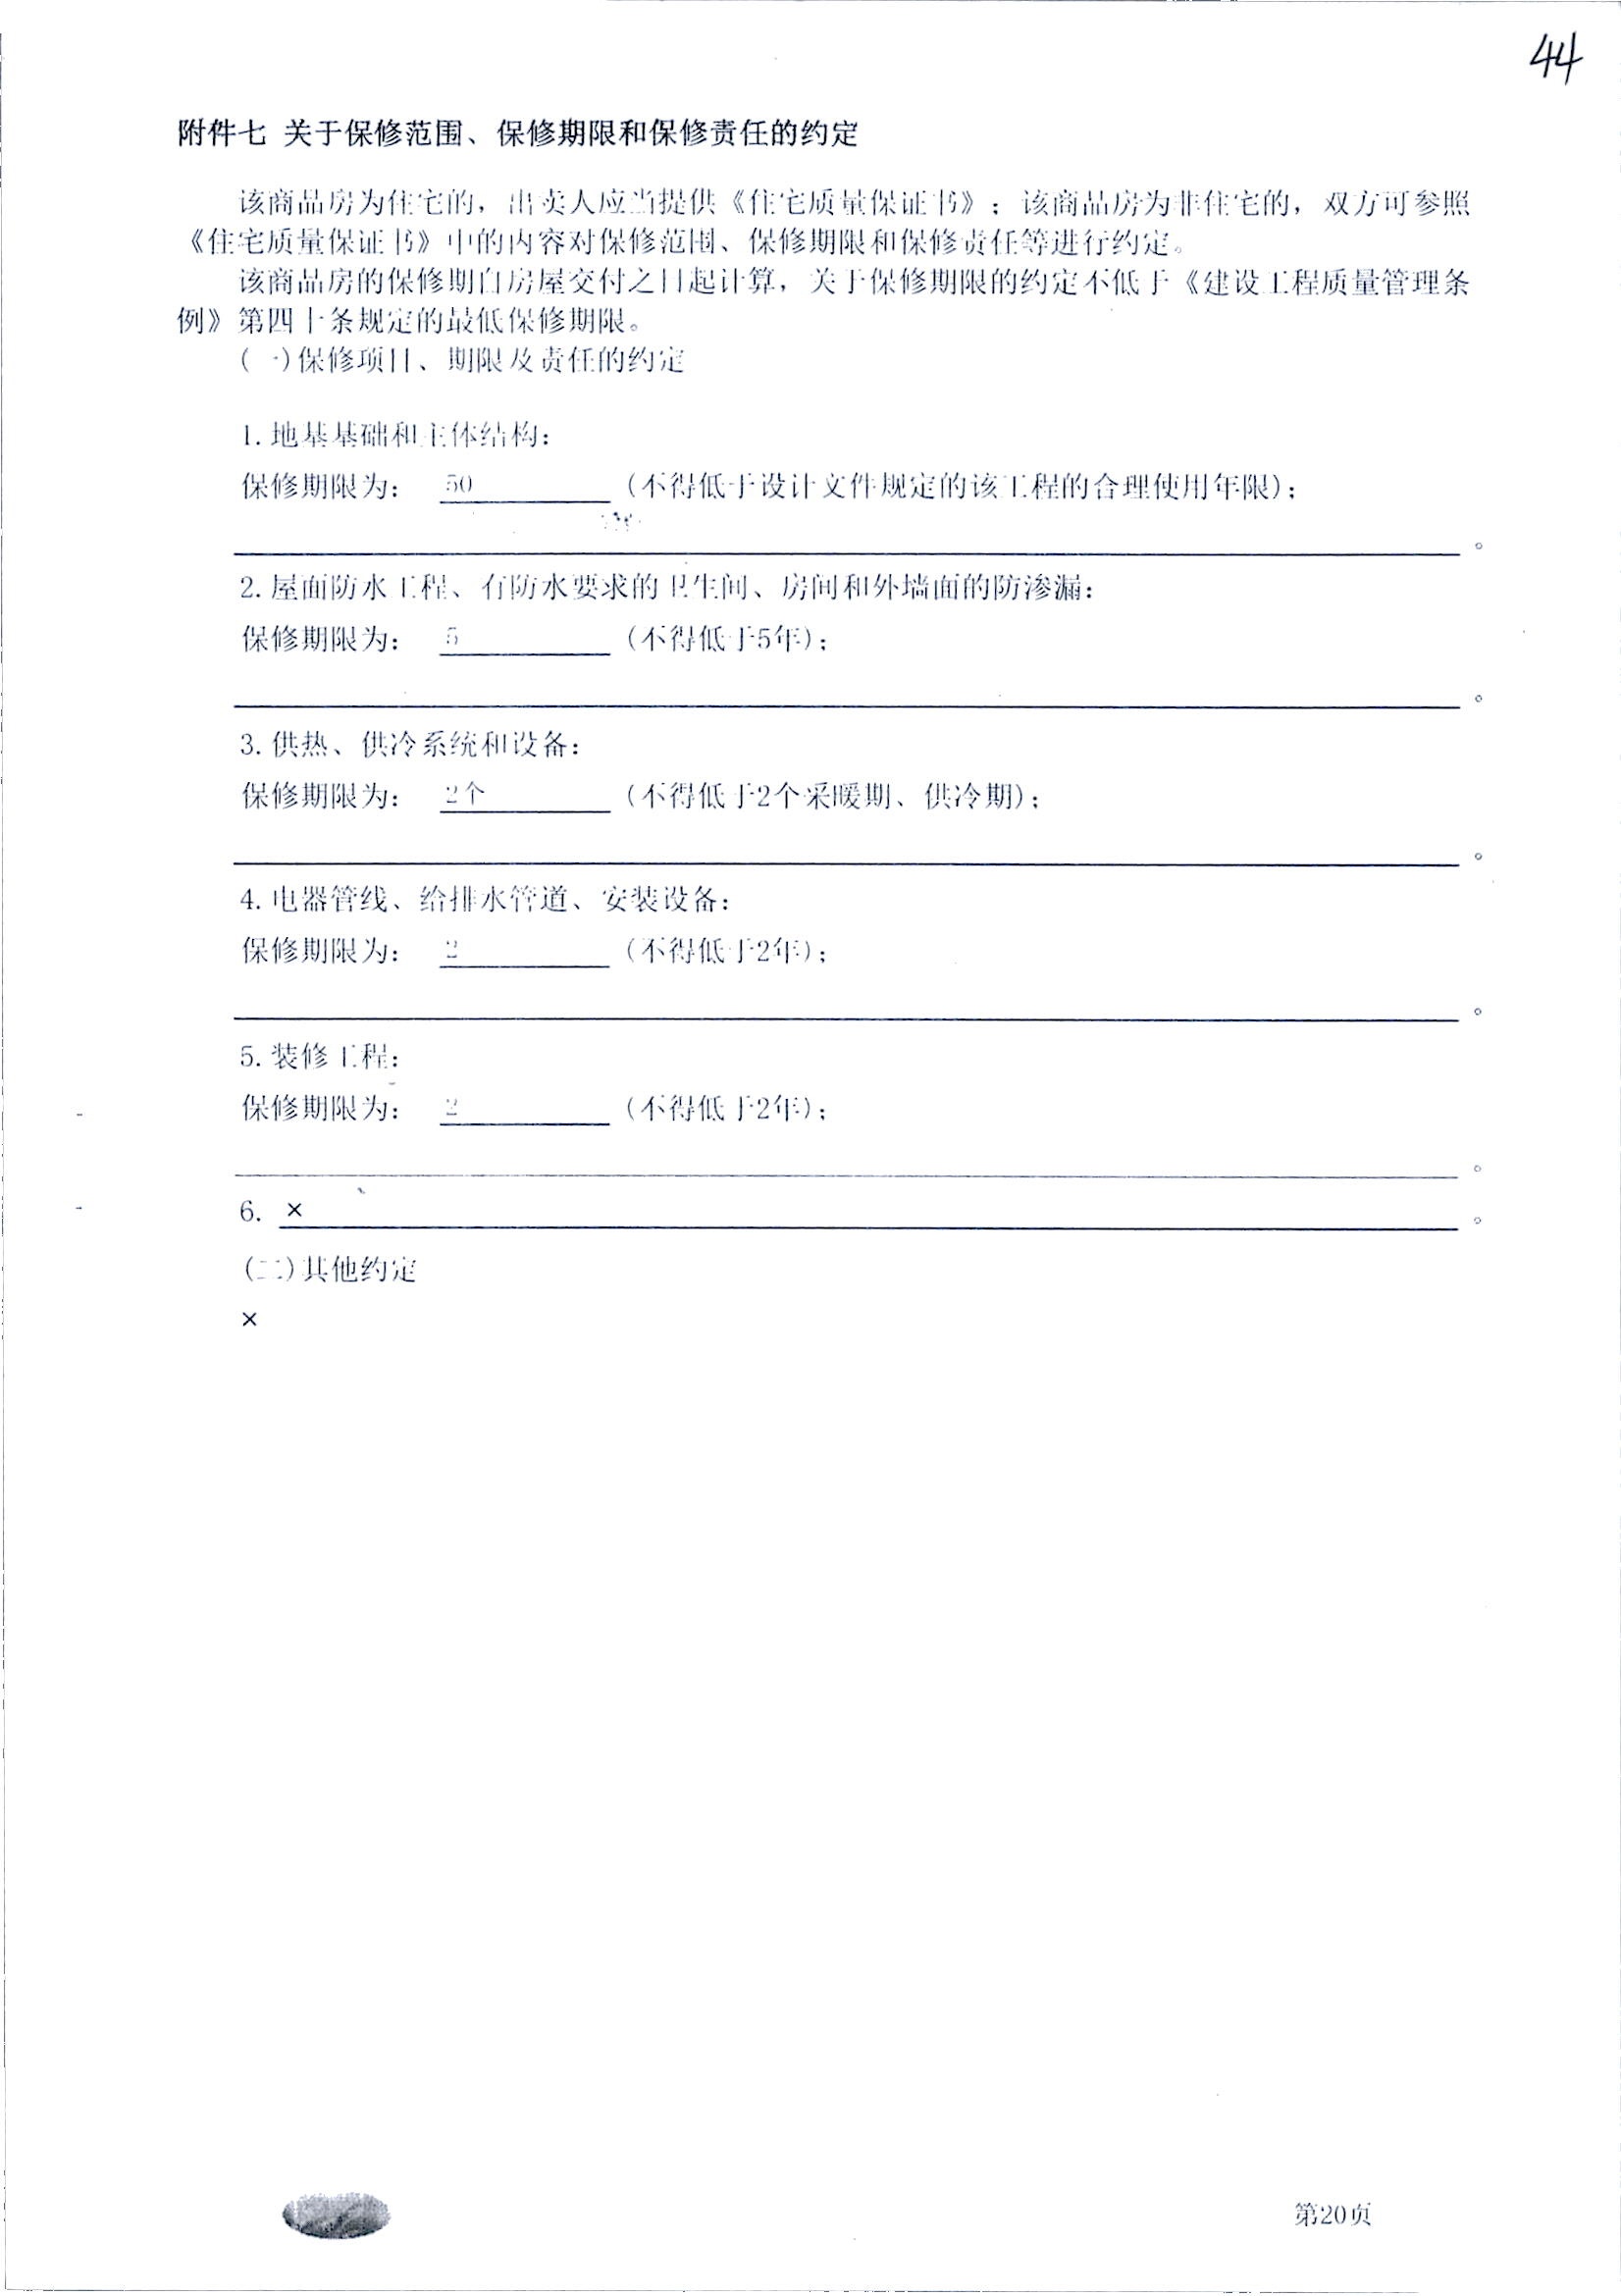 44
附件七 关于保修范围、保修期限和保修责任的约定
该商品房为住宅的，出卖人应当提供《住宅质量保证书》；该商品房为非住宅的，双方可参照
《住宅质量保证书》中的内容对保修范围、保修期限和保修责任等进行约定。
该商品房的保修期自房屋交付之日起计算，关于保修期限的约定不低于《建设工程质量管理条
例》第四十条规定的最低保修期限。
(一)保修项目、期限及责任的约定
1.地基基础和主体结构：
保修期限为： 50 （不得低于设计文件规定的该工程的合理使用年限）；
。
2.屋面防水工程、有防水要求的卫生间、房间和外墙面的防渗漏：
保修期限为： 5 （不得低于5年）；
。
3.供热、供冷系统和设备：
保修期限为： 2个 （不得低于2个采暖期、供冷期）；
。
4.电器管线、给排水管道、安装设备：
保修期限为： 2 （不得低于2年）；
。
5.装修工程：
保修期限为： 2 （不得低于2年）；
。
6. × 。
(二)其他约定
×
第20页